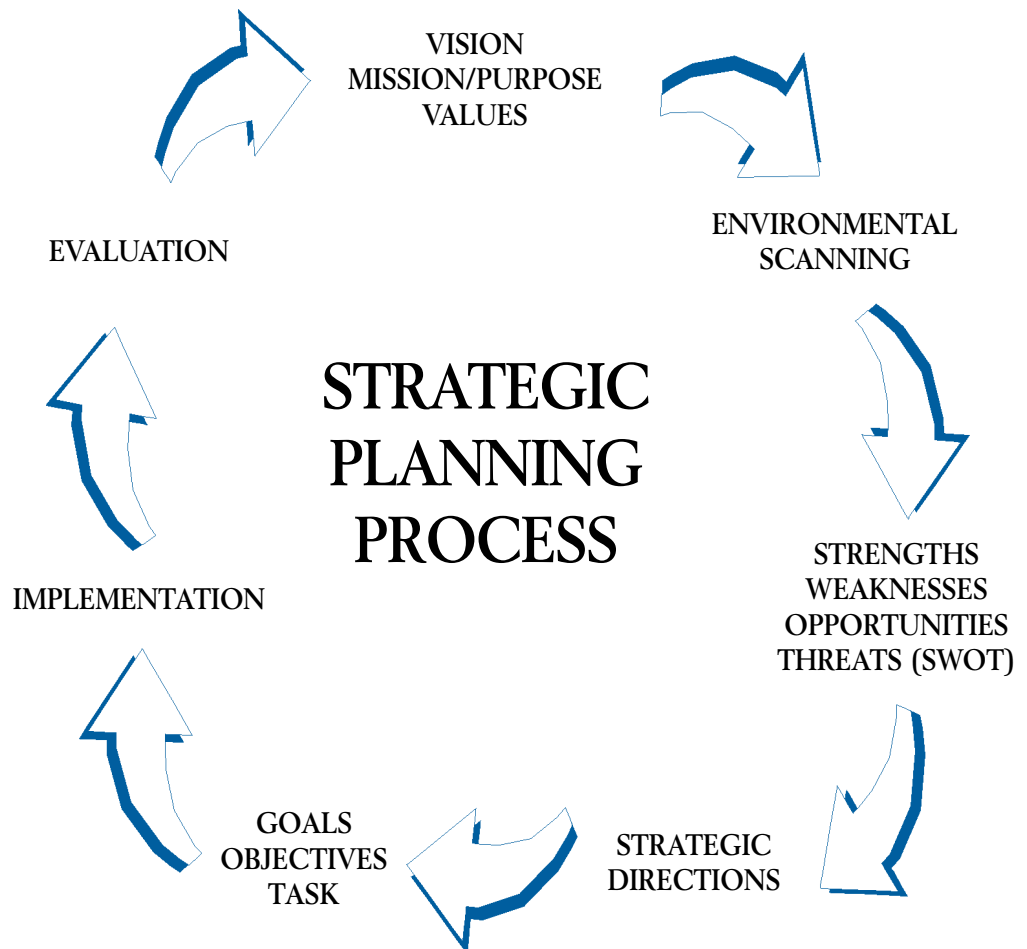 VISION
MISSION/PURPOSE
VALUES
ENVIRONMENTAL
SCANNING
STRENGTHS
WEAKNESSES
OPPORTUNITIES
THREATS (SWOT)
STRATEGIC
DIRECTIONS
GOALS
OBJECTIVES
TASK
IMPLEMENTATION
EVALUATION
STRATEGIC
PLANNING
PROCESS